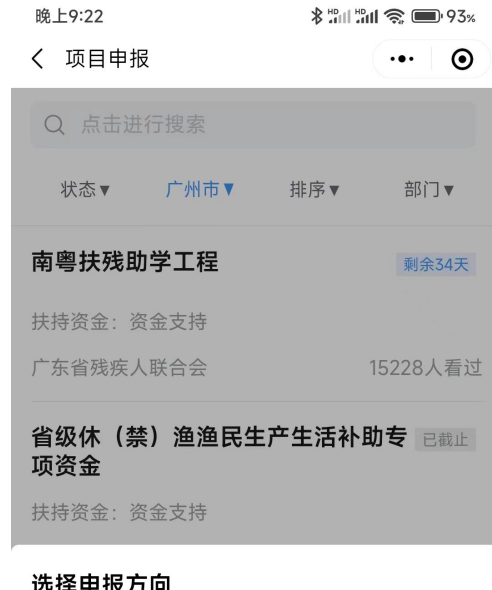 晚上9:22 HD HD 93%
项目申报
点击进行搜索
状态▼ 广州市▼ 排序▼ 部门▼
南粤扶残助学工程 剩余34天
扶持资金：资金支持
广东省残疾人联合会 15228人看过
省级休（禁）渔渔民生产生活补助专 已截止
项资金
扶持资金：资金支持
选择申报方向